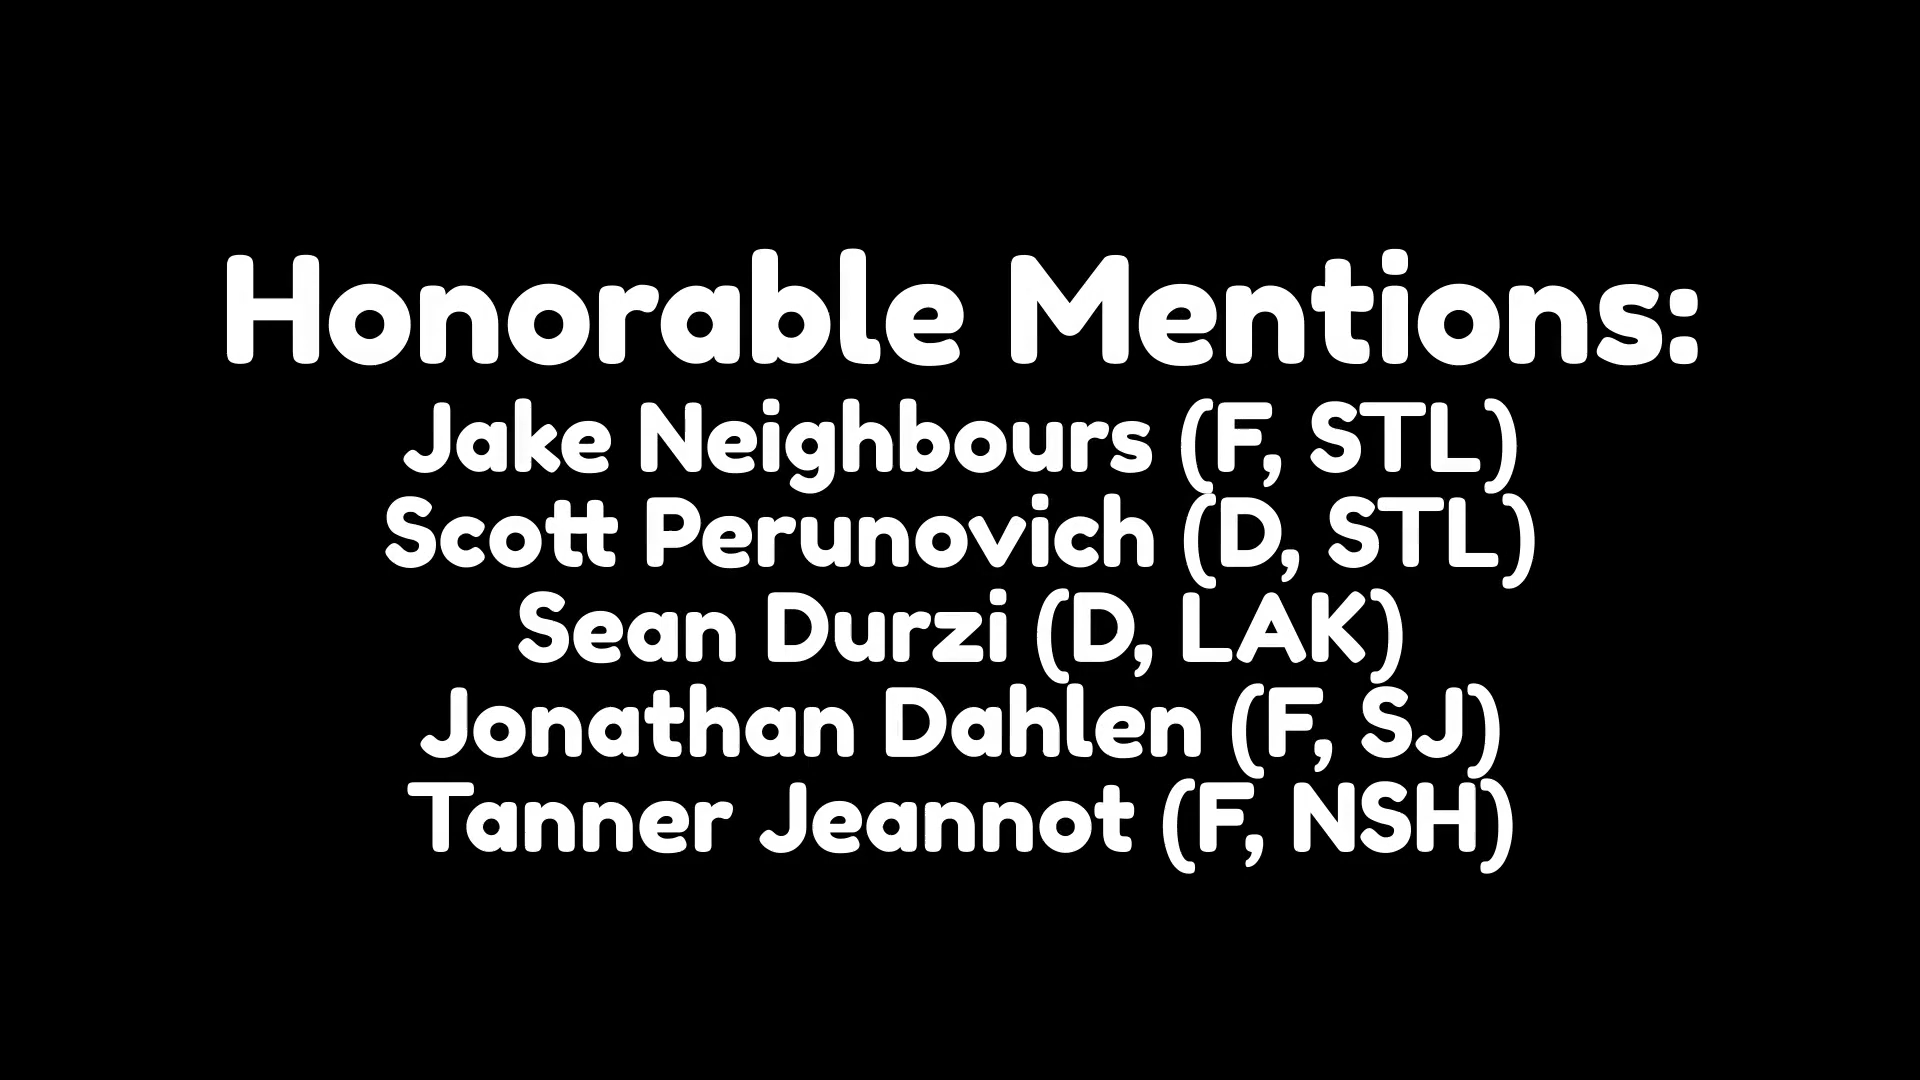 Honorable Mentions:
Jake Neighbours (F, STL)
Scott Perunovich (D, STL)
Sean Durzi (D, LAK)
Jonathan Dahlen (F, SJ)
Tanner Jeannot (F, NSH)